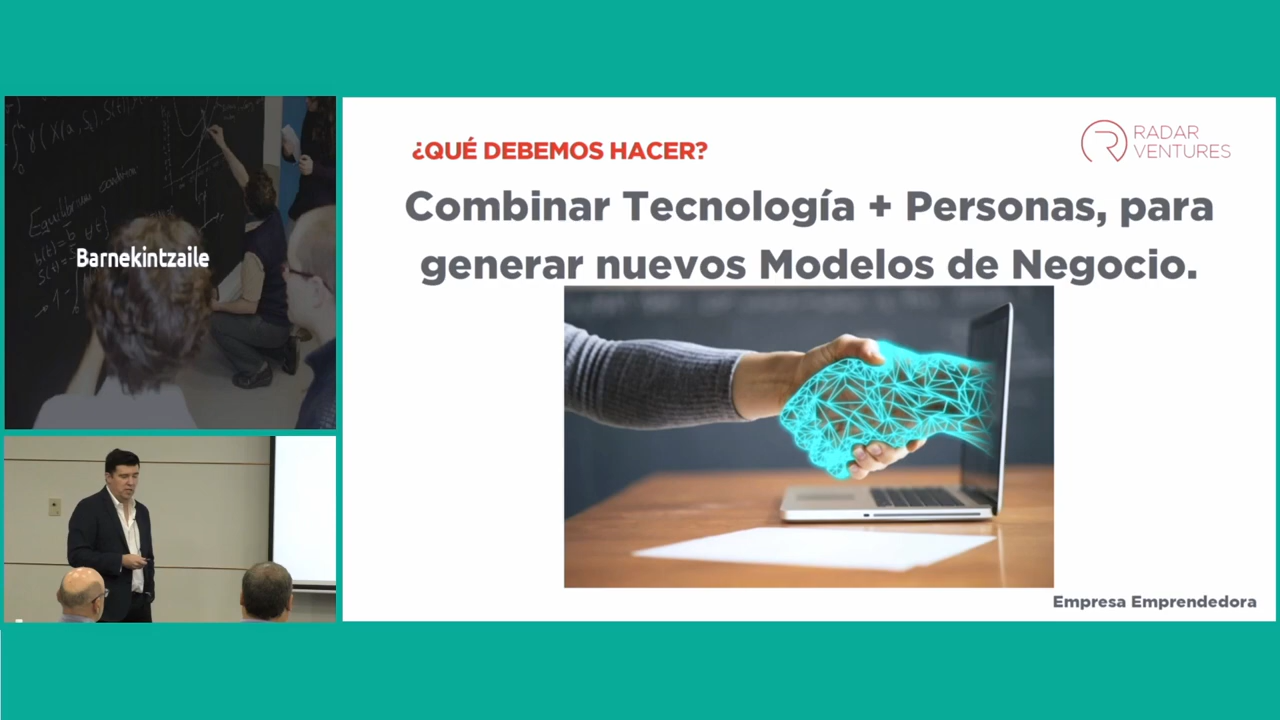 ¿QUÉ DEBEMOS HACER?
RADAR
VENTURES
Combinar Tecnología + Personas, para
generar nuevos Modelos de Negocio.
Barnekintzaile
Empresa Emprendedora